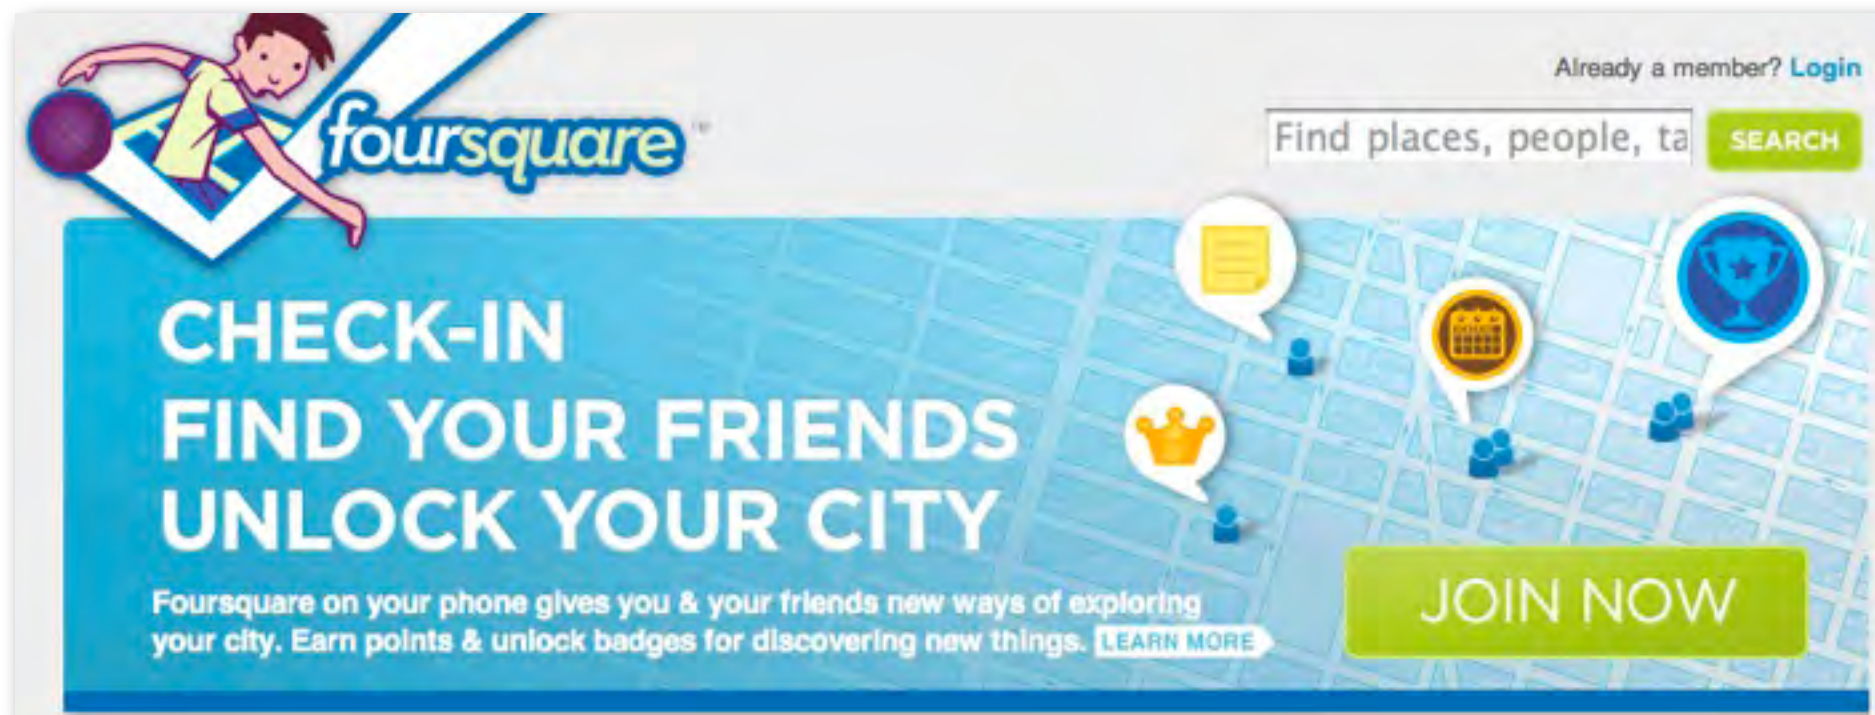 foursquare™
Already a member? Login
Find places, people, ta
SEARCH
CHECK-IN
FIND YOUR FRIENDS
UNLOCK YOUR CITY
Foursquare on your phone gives you & your friends new ways of exploring
your city. Earn points & unlock badges for discovering new things. LEARN MORE
JOIN NOW